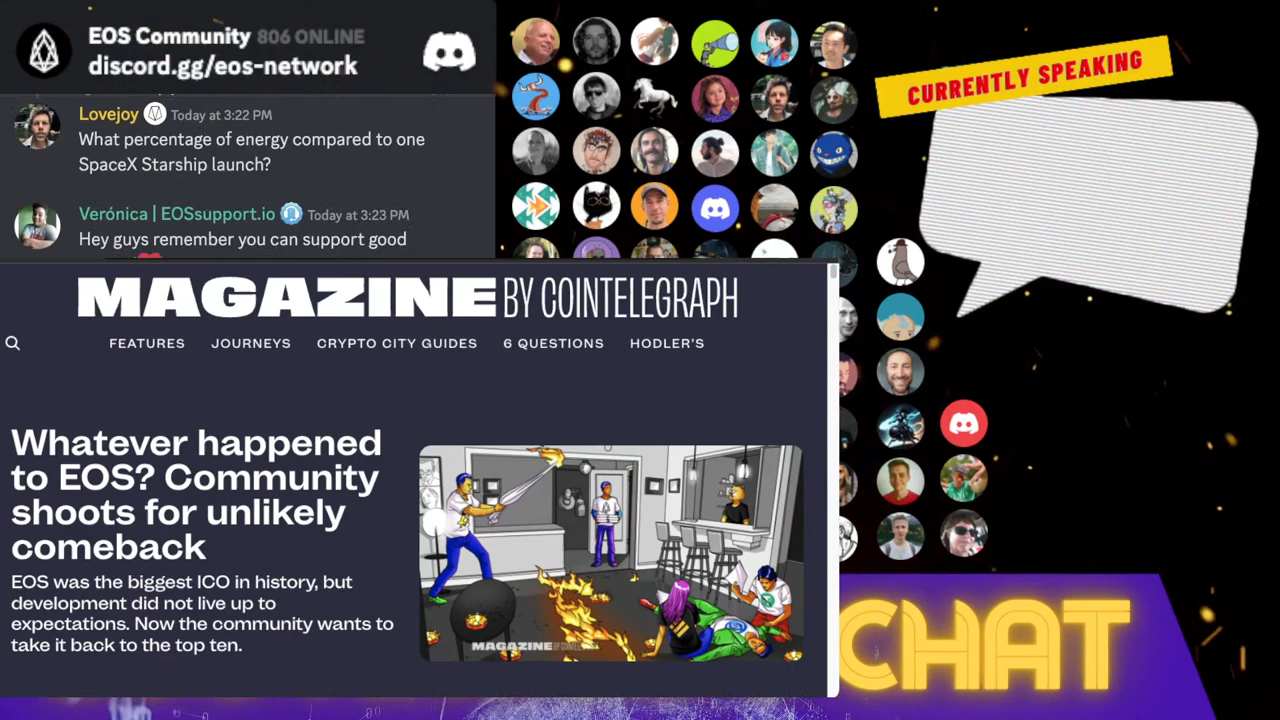 EOS Community 806 ONLINE
discord.gg/eos-network
Lovejoy Today at 3:22 PM
What percentage of energy compared to one
SpaceX Starship launch?
Verónica | EOSsupport.io Today at 3:23 PM
Hey guys remember you can support good
CURRENTLY SPEAKING
MAGAZINE BY COINTELEGRAPH
FEATURES JOURNEYS CRYPTO CITY GUIDES 6 QUESTIONS HODLER'S
Whatever happened
to EOS? Community
shoots for unlikely
comeback
EOS was the biggest ICO in history, but
development did not live up to
expectations. Now the community wants to
take it back to the top ten.
MAGAZINE
CHAT